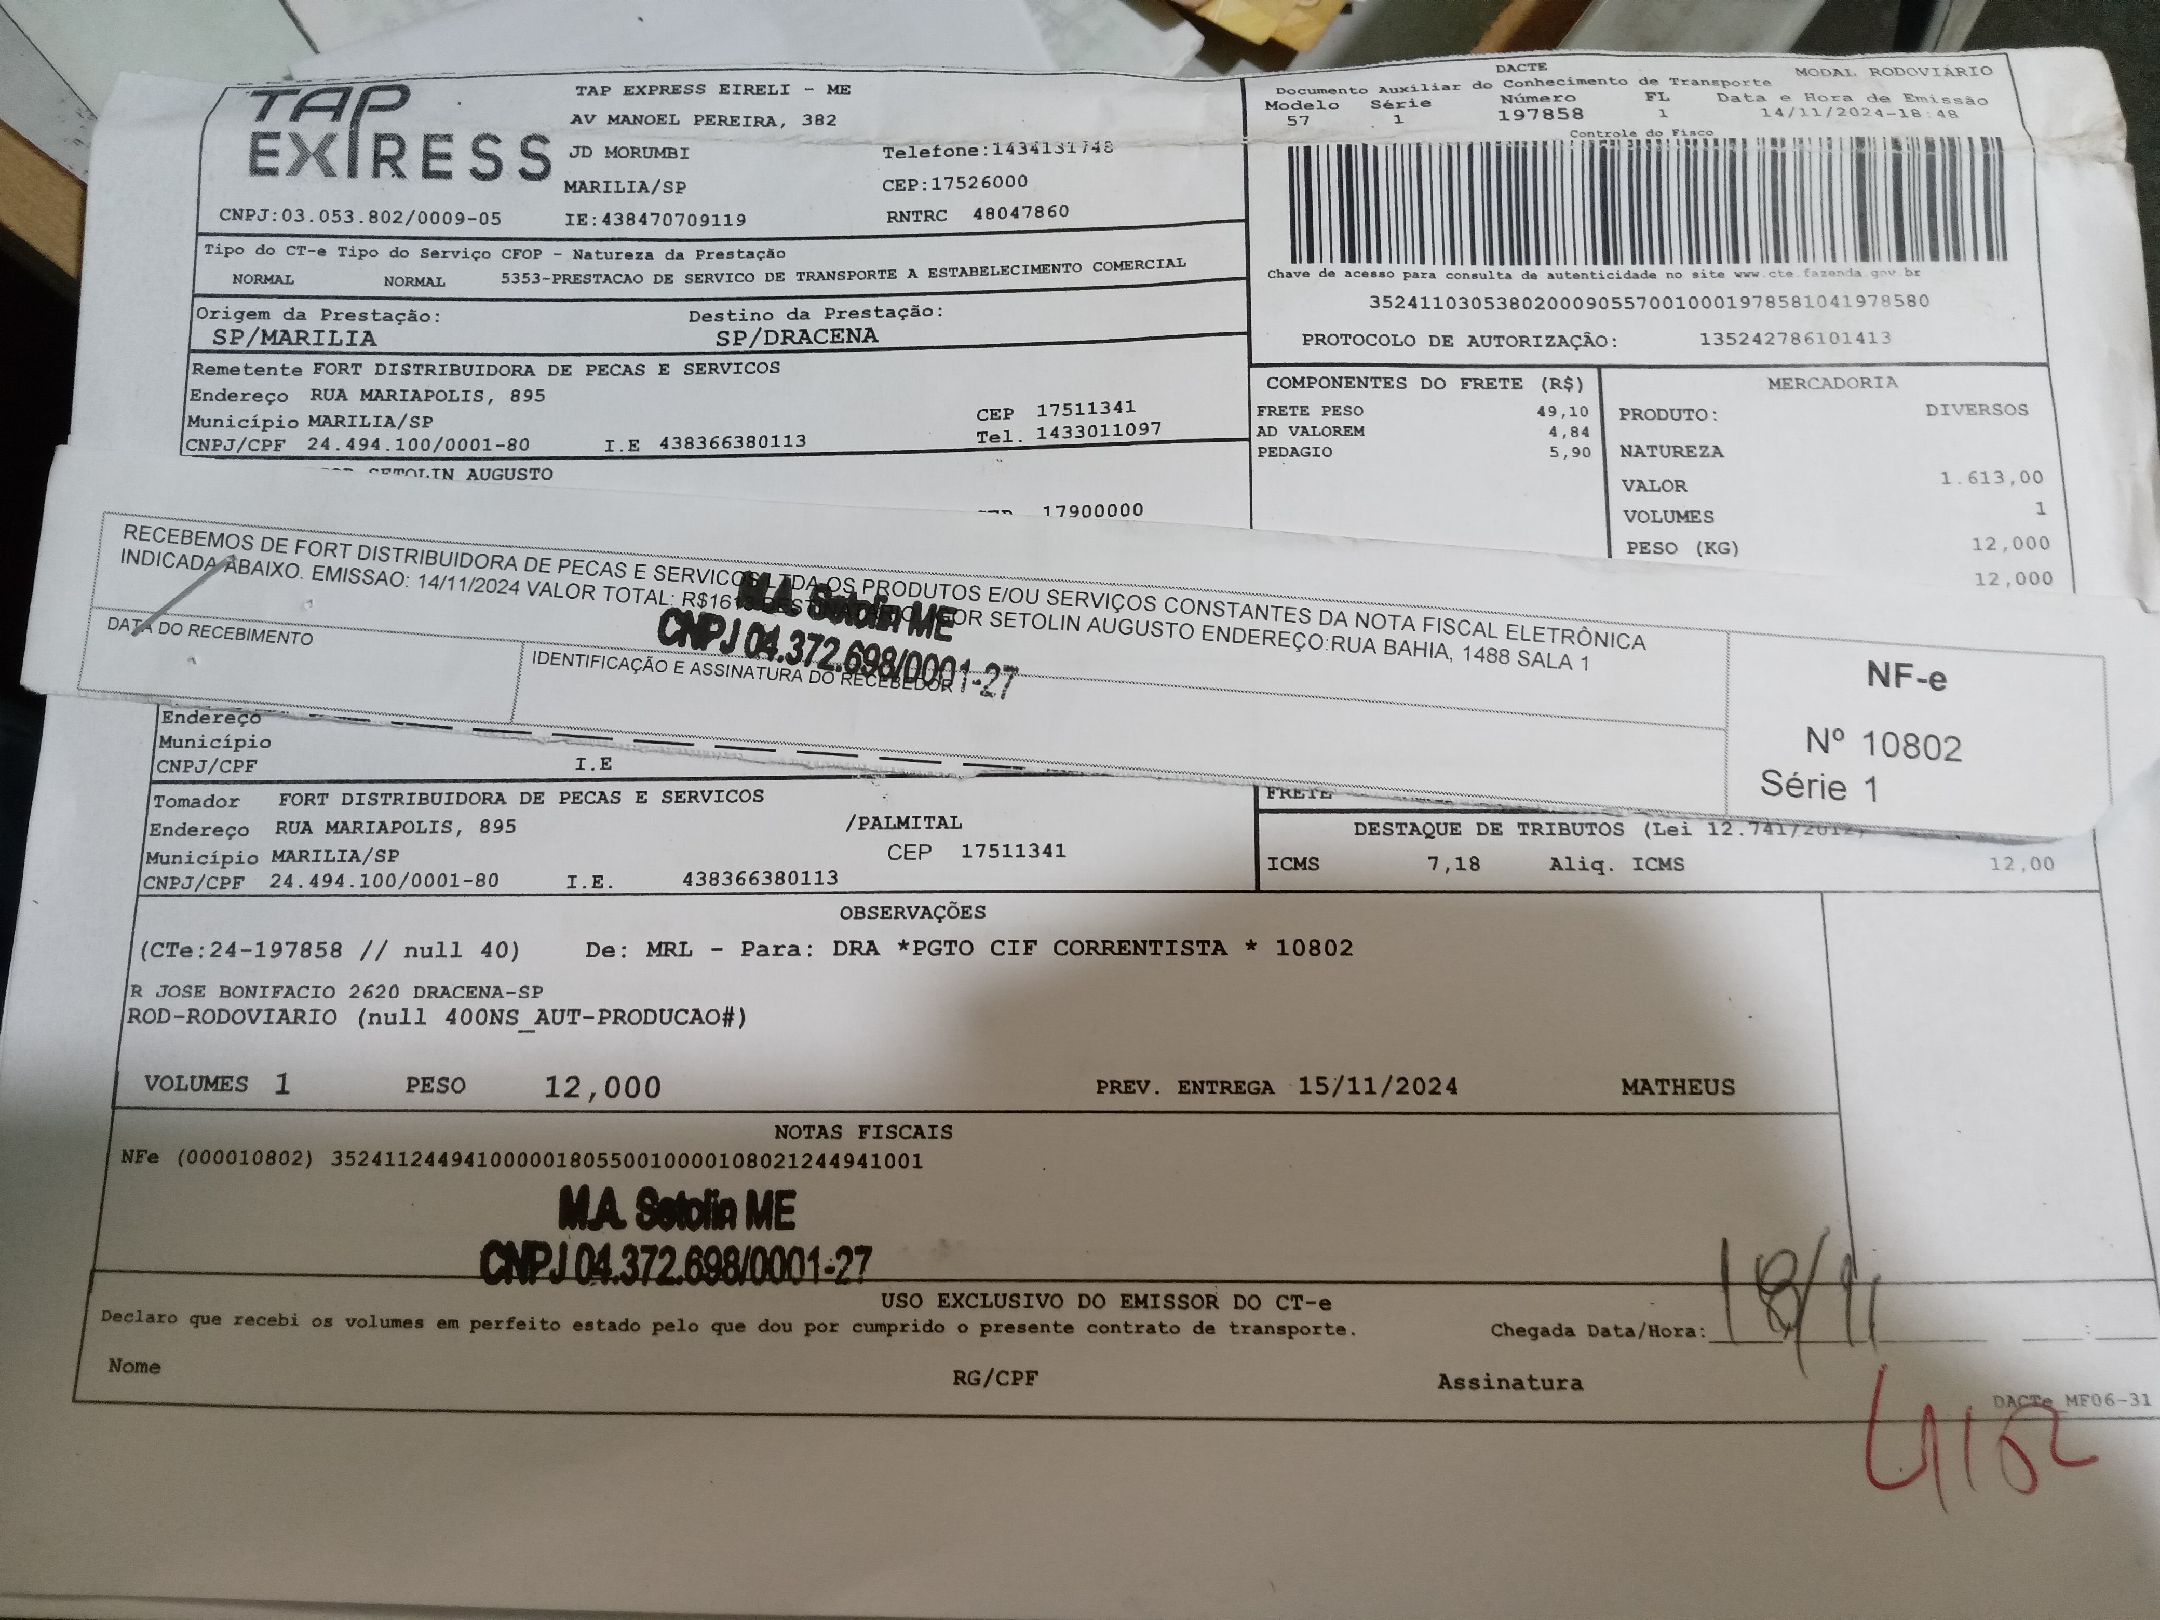 TAP EXPRESS
TAP EXPRESS EIRELI - ME
AV MANOEL PEREIRA, 382
JD MORUMBI Telefone:1434131748
MARILIA/SP CEP:17526000
CNPJ:03.053.802/0009-05 IE:438470709119 RNTRC 48047860
DACTE MODAL RODOVIÁRIO
Documento Auxiliar do Conhecimento de Transporte
Modelo Série Número FL Data e Hora de Emissão
57 1 197858 1 14/11/2024-18:48
Controle do Fisco
Chave de acesso para consulta de autenticidade no site www.cte.fazenda.gov.br
35241103053802000905570010001978581041978580
PROTOCOLO DE AUTORIZAÇÃO: 135242786101413
Tipo do CT-e Tipo do Serviço CFOP - Natureza da Prestação
NORMAL NORMAL 5353-PRESTACAO DE SERVICO DE TRANSPORTE A ESTABELECIMENTO COMERCIAL
Origem da Prestação: Destino da Prestação:
SP/MARILIA SP/DRACENA
Remetente FORT DISTRIBUIDORA DE PECAS E SERVICOS
Endereço RUA MARIAPOLIS, 895
Município MARILIA/SP CEP 17511341
CNPJ/CPF 24.494.100/0001-80 I.E 438366380113 Tel. 1433011097
SETOLIN AUGUSTO
17900000
COMPONENTES DO FRETE (R$)
FRETE PESO 49,10
AD VALOREM 4,84
PEDAGIO 5,90
MERCADORIA
PRODUTO: DIVERSOS
NATUREZA
VALOR 1.613,00
VOLUMES 1
PESO (KG) 12,000
12,000
RECEBEMOS DE FORT DISTRIBUIDORA DE PECAS E SERVICOS LTDA OS PRODUTOS E/OU SERVIÇOS CONSTANTES DA NOTA FISCAL ELETRÔNICA
INDICADA ABAIXO. EMISSAO: 14/11/2024 VALOR TOTAL: SETOLIN AUGUSTO ENDEREÇO:RUA BAHIA, 1488 SALA 1
M.A. Setolin ME
CNPJ 04.372.698/0001-27
DATA DO RECEBIMENTO
IDENTIFICAÇÃO E ASSINATURA DO RECEBEDOR
NF-e
Nº 10802
Série 1
Endereço
Município
CNPJ/CPF I.E
Tomador FORT DISTRIBUIDORA DE PECAS E SERVICOS
Endereço RUA MARIAPOLIS, 895 /PALMITAL
Município MARILIA/SP CEP 17511341
CNPJ/CPF 24.494.100/0001-80 I.E. 438366380113
FRETE
DESTAQUE DE TRIBUTOS (Lei 12.741/2012)
ICMS 7,18 Aliq. ICMS 12,00
OBSERVAÇÕES
(CTe:24-197858 // null 40) De: MRL - Para: DRA *PGTO CIF CORRENTISTA * 10802
R JOSE BONIFACIO 2620 DRACENA-SP
ROD-RODOVIARIO (null 400NS_AUT-PRODUCAO#)
VOLUMES 1 PESO 12,000 PREV. ENTREGA 15/11/2024 MATHEUS
NOTAS FISCAIS
NFe (000010802) 35241124494100000180550010000108021244941001
M.A. Setolin ME
CNPJ 04.372.698/0001-27
USO EXCLUSIVO DO EMISSOR DO CT-e
Declaro que recebi os volumes em perfeito estado pelo que dou por cumprido o presente contrato de transporte.
Chegada Data/Hora: 18/11
Nome RG/CPF Assinatura
DACTe MF06-31